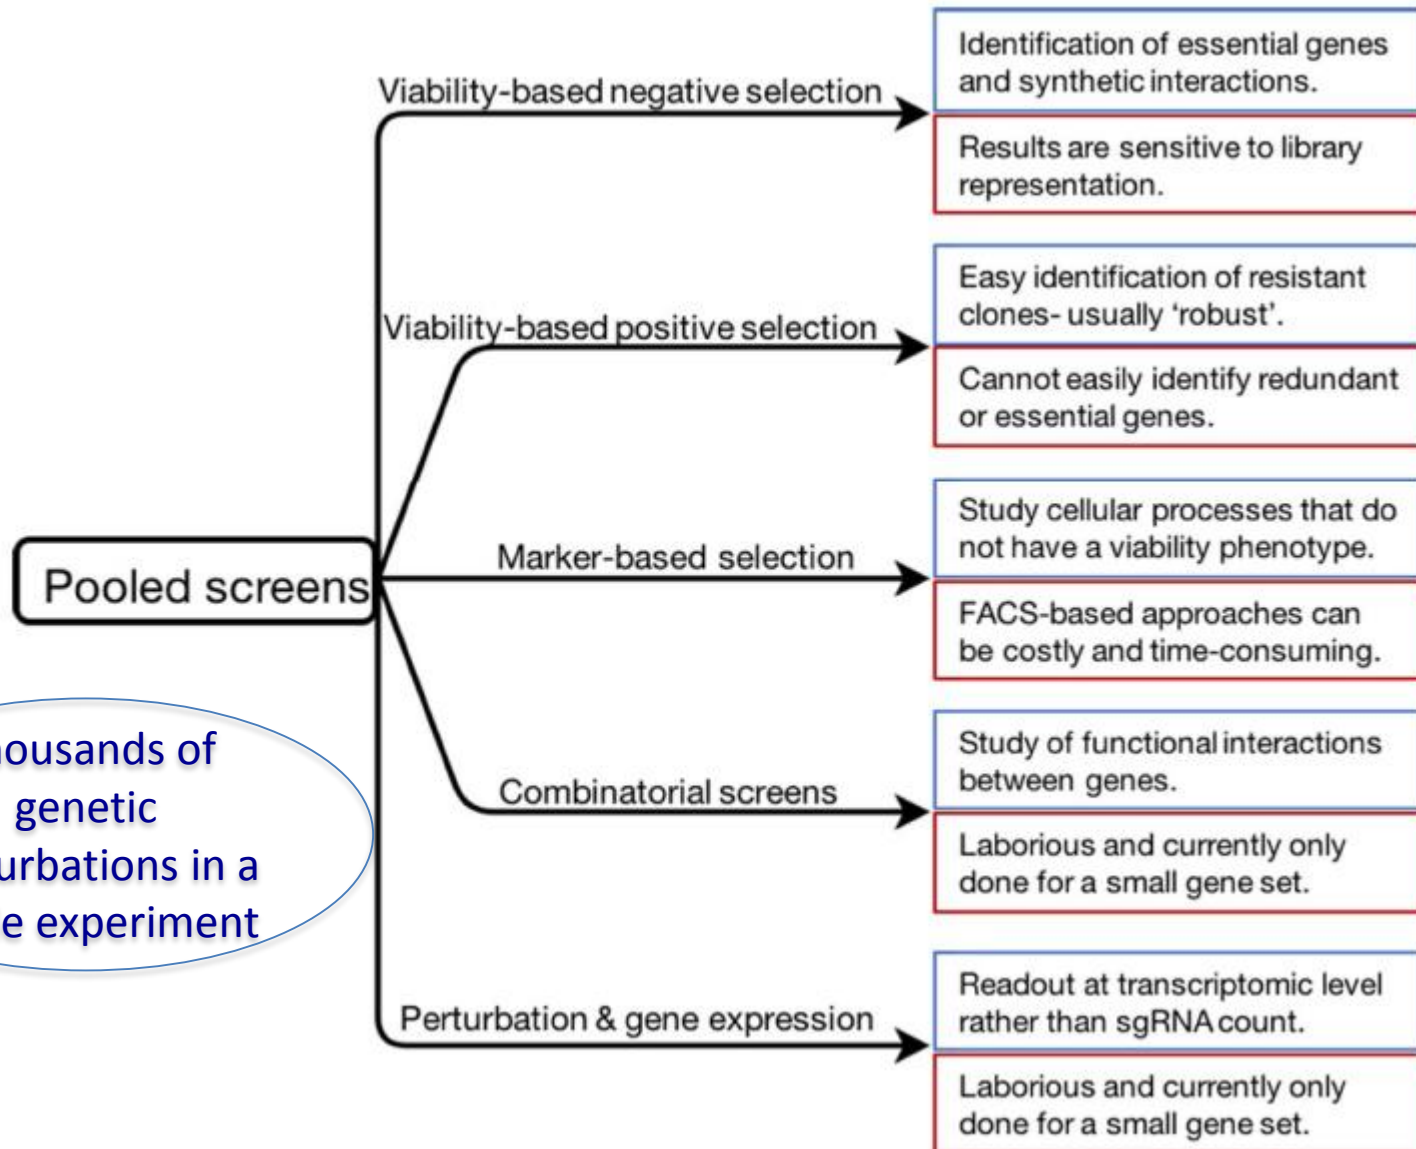 Viability-based negative selection
Identification of essential genes
and synthetic interactions.
Results are sensitive to library
representation.
Viability-based positive selection
Easy identification of resistant
clones- usually ‘robust’.
Cannot easily identify redundant
or essential genes.
Pooled screens
Marker-based selection
Study cellular processes that do
not have a viability phenotype.
FACS-based approaches can
be costly and time-consuming.
of
genetic
in a
experiment
Combinatorial screens
Study of functional interactions
between genes.
Laborious and currently only
done for a small gene set.
Perturbation & gene expression
Readout at transcriptomic level
rather than sgRNA count.
Laborious and currently only
done for a small gene set.